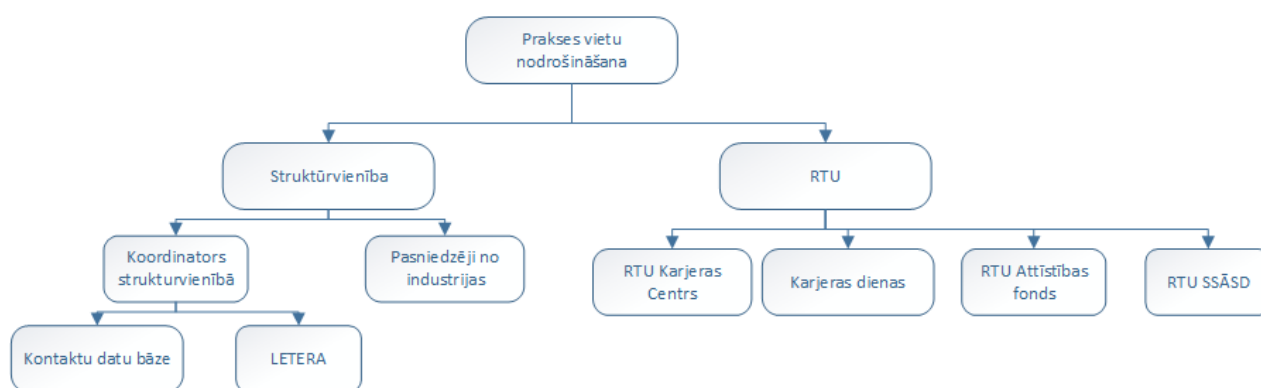 Prakses vietu
nodrošināšana
Struktūrvienība
RTU
Koordinators
strukturvienībā
Pasniedzēji no
industrijas
RTU Karjeras
Centrs
Karjeras dienas
RTU Attīstības
fonds
RTU SSĀSD
Kontaktu datu bāze
LETERA